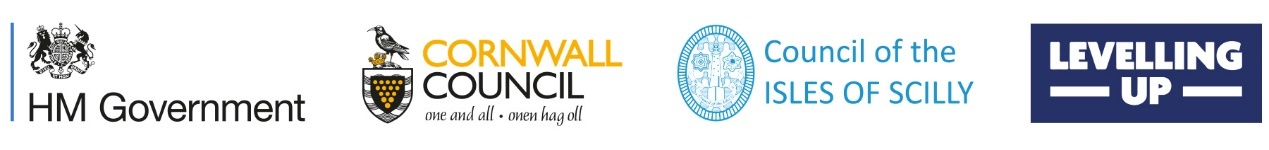 HM Government
CORNWALL
COUNCIL
one and all • onen hag oll
Council of the
ISLES OF SCILLY
LEVELLING
UP